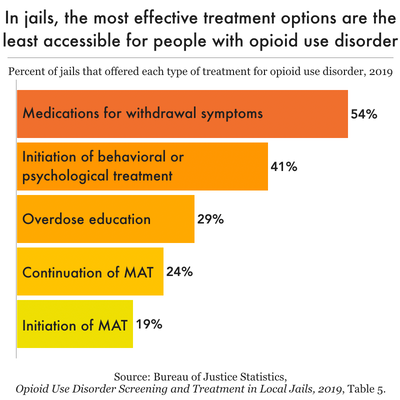 In jails, the most effective treatment options are the
least accessible for people with opioid use disorder
Percent of jails that offered each type of treatment for opioid use disorder, 2019
Medications for withdrawal symptoms 54%
Initiation of behavioral or
psychological treatment 41%
Overdose education 29%
Continuation of MAT 24%
Initiation of MAT 19%
Source: Bureau of Justice Statistics,
Opioid Use Disorder Screening and Treatment in Local Jails, 2019, Table 5.